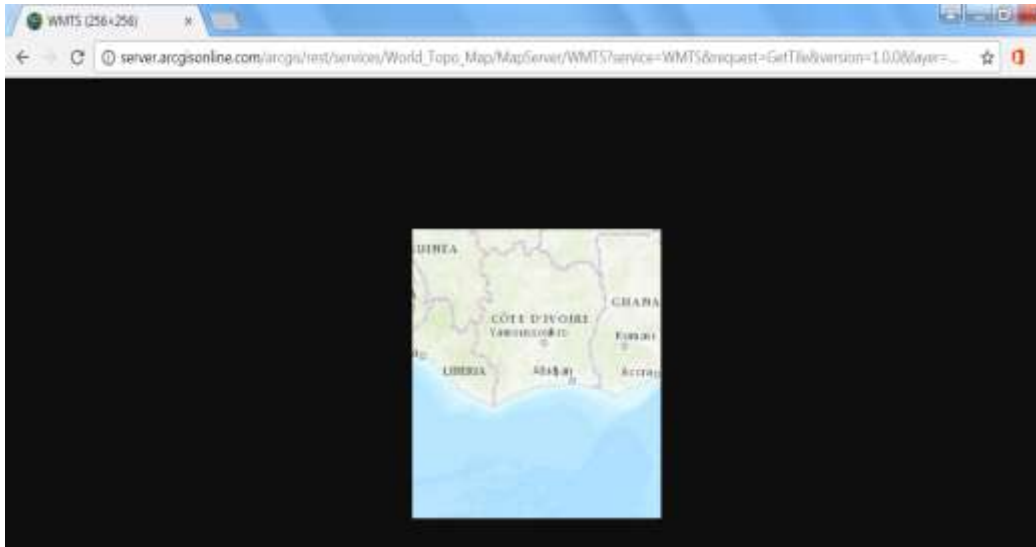 WMTS (256×256)
server.arcgisonline.com/arcgis/rest/services/World_Topo_Map/MapServer/WMTS?service=WMTS&request=GetTile&version=1.0.0&layer=...
UINEA
GHANA
CÔTE D'IVOIRE
Yamoussoukro
Kumasi
LIBERIA
Abidjan
Accra